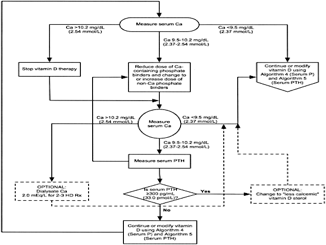 Measure serum Ca
Ca >10.2 mg/dL
(2.54 mmol/L)
Ca <9.5 mg/dL
(2.37 mmol/L)
Ca 9.5-10.2 mg/dL
(2.37-2.54 mmol/L)
Stop vitamin D therapy
Reduce dose of Ca-
containing phosphate
binders and change to
or increase dose of
non-Ca phosphate
binders
Continue or modify
vitamin D using
Algorithm 4 (Serum P)
and Algorithm 5
(Serum PTH)
Ca >10.2 mg/dL
(2.54 mmol/L)
Measure
serum Ca
Ca <9.5 mg/dL
(2.37 mmol/L)
Ca 9.5-10.2 mg/dL
(2.37-2.54 mmol/L)
Measure serum PTH
OPTIONAL:
Dialysate Ca
2.0 mEq/L for 2-3 HD Rx
Is serum PTH
≥300 pg/mL
(33.0 pmol/L)?
Yes
OPTIONAL:
Change to "less calcemic"
vitamin D sterol
No
Continue or modify vitamin
D using Algorithm 4
(Serum P) and Algorithm 5
(Serum PTH)